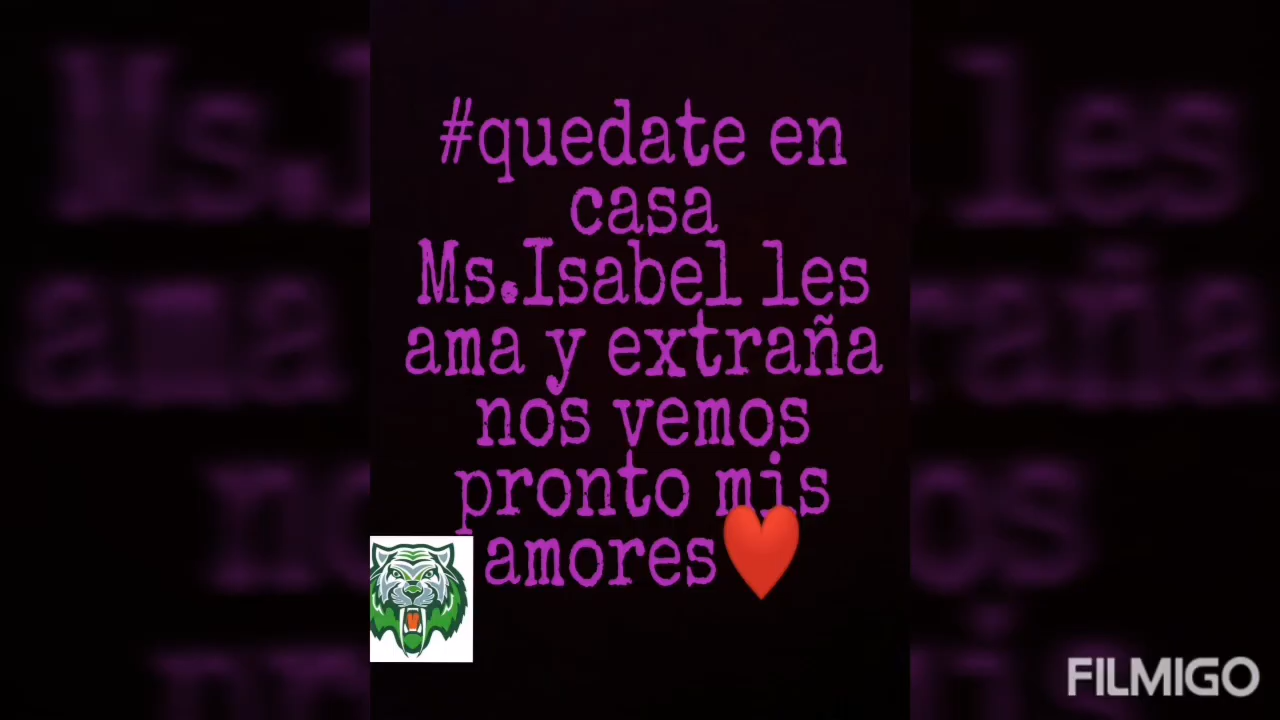 #quedate en
casa
Ms.Isabel les
ama y extraña
nos vemos
pronto mis
amores❤️
FILMIGO